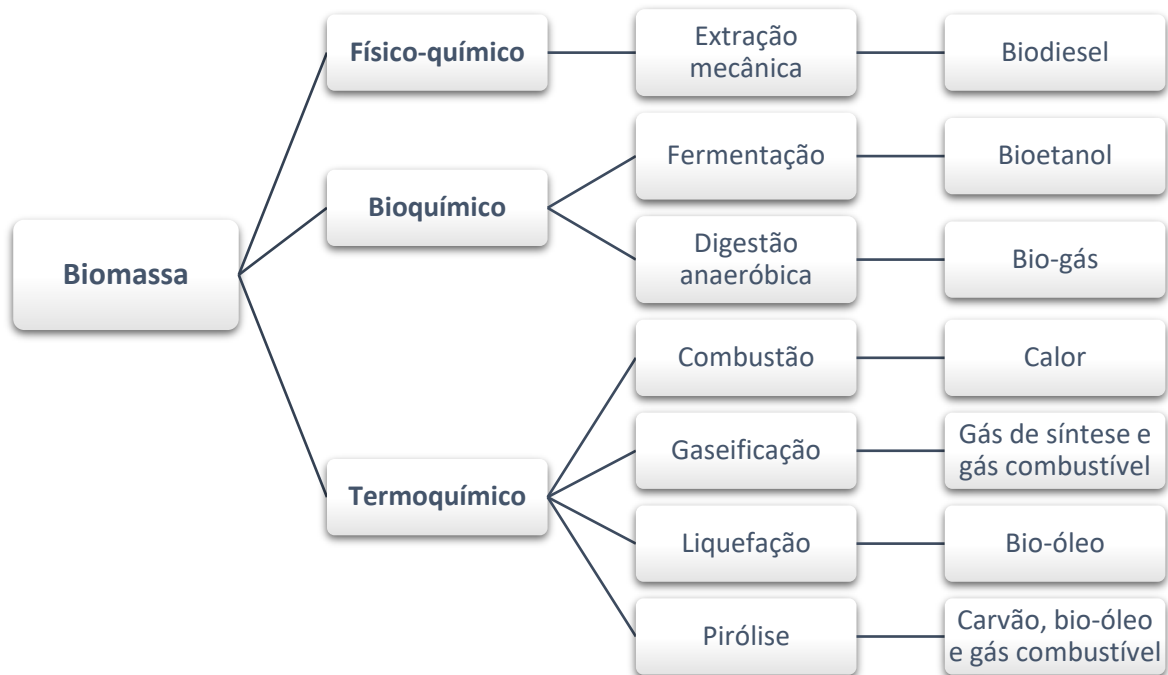 Físico-químico
Extração
mecânica
Biodiesel
Fermentação
Bioetanol
Bioquímico
Digestão
anaeróbica
Bio-gás
Biomassa
Combustão
Calor
Gaseificação
Gás de síntese e
gás combustível
Termoquímico
Liquefação
Bio-óleo
Pirólise
Carvão, bio-óleo
e gás combustível